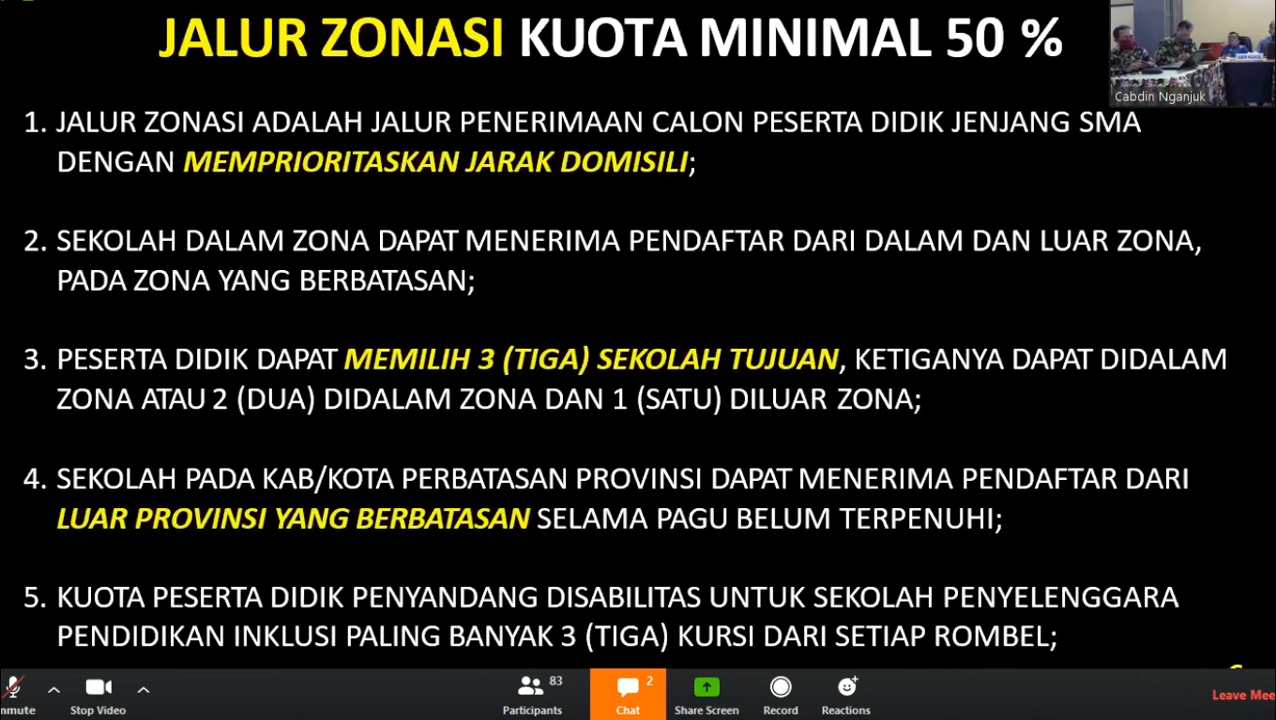 JALUR ZONASI KUOTA MINIMAL 50 %
Cabdin Nganjuk
1. JALUR ZONASI ADALAH JALUR PENERIMAAN CALON PESERTA DIDIK JENJANG SMA
DENGAN MEMPRIORITASKAN JARAK DOMISILI;
2. SEKOLAH DALAM ZONA DAPAT MENERIMA PENDAFTAR DARI DALAM DAN LUAR ZONA,
PADA ZONA YANG BERBATASAN;
3. PESERTA DIDIK DAPAT MEMILIH 3 (TIGA) SEKOLAH TUJUAN, KETIGANYA DAPAT DIDALAM
ZONA ATAU 2 (DUA) DIDALAM ZONA DAN 1 (SATU) DILUAR ZONA;
4. SEKOLAH PADA KAB/KOTA PERBATASAN PROVINSI DAPAT MENERIMA PENDAFTAR DARI
LUAR PROVINSI YANG BERBATASAN SELAMA PAGU BELUM TERPENUHI;
5. KUOTA PESERTA DIDIK PENYANDANG DISABILITAS UNTUK SEKOLAH PENYELENGGARA
PENDIDIKAN INKLUSI PALING BANYAK 3 (TIGA) KURSI DARI SETIAP ROMBEL;
83 2
nmute Stop Video Participants Chat Share Screen Record Reactions Leave Mee